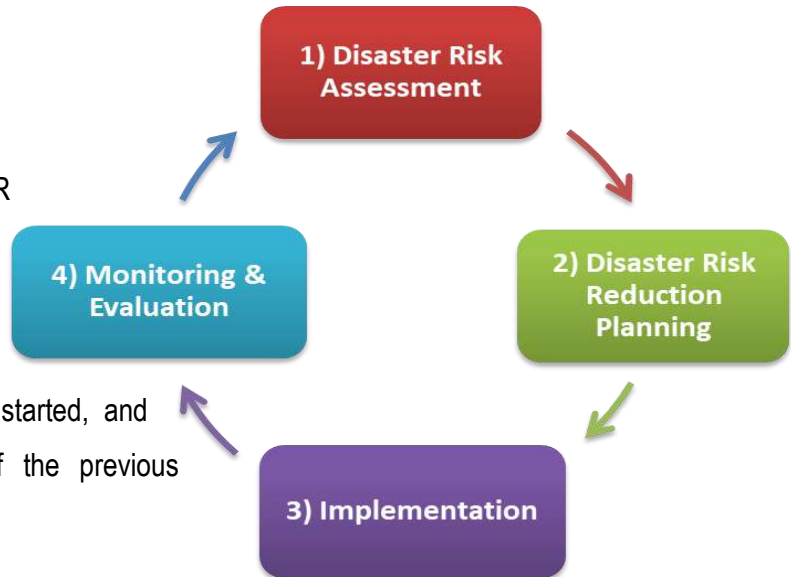 1) Disaster Risk
Assessment
R
4) Monitoring &
Evaluation
2) Disaster Risk
Reduction
Planning
started, and
f the previous
3) Implementation